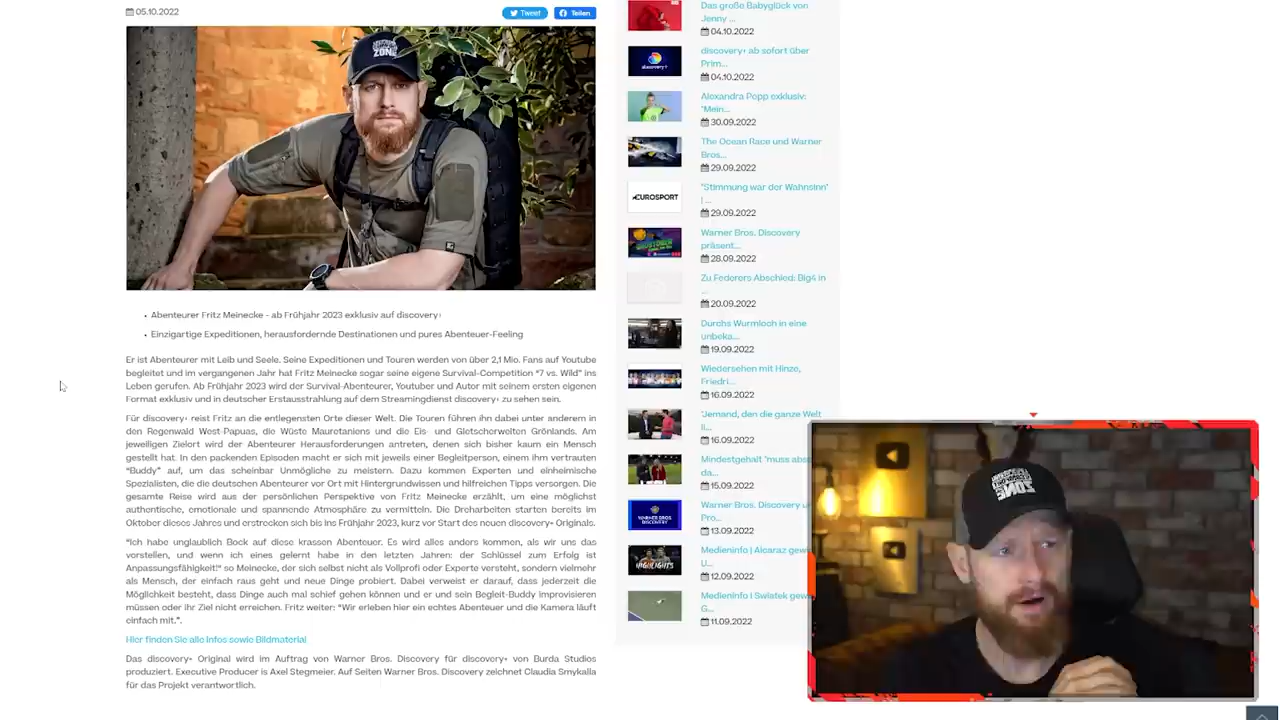 05.10.2022
Tweet
Teilen
ZONE
Abenteurer Fritz Meinecke - ab Frühjahr 2023 exklusiv auf discovery+
Einzigartige Expeditionen, herausfordernde Destinationen und pures Abenteuer-Feeling
Er ist Abenteurer mit Leib und Seele. Seine Expeditionen und Touren werden von über 2,1 Mio. Fans auf Youtube
begleitet und im vergangenen Jahr hat Fritz Meinecke sogar seine eigene Survival-Competition "7 vs. Wild" ins
Leben gerufen. Ab Frühjahr 2023 wird der Survival-Abenteurer, Youtuber und Autor mit seinem ersten eigenen
Format exklusiv und in deutscher Erstausstrahlung auf dem Streamingdienst discovery+ zu sehen sein.
Für discovery+ reist Fritz an die entlegensten Orte dieser Welt. Die Touren führen ihn dabei unter anderem in
den Regenwald West-Papuas, die Wüste Mauretaniens und die Eis- und Gletscherwelten Grönlands. Am
jeweiligen Zielort wird der Abenteurer Herausforderungen antreten, denen sich bisher kaum ein Mensch
gestellt hat. In den packenden Episoden macht er sich mit jeweils einer Begleitperson, einem ihm vertrauten
"Buddy" auf, um das scheinbar Unmögliche zu meistern. Dazu kommen Experten und einheimische
Spezialisten, die die deutschen Abenteurer vor Ort mit Hintergrundwissen und hilfreichen Tipps versorgen. Die
gesamte Reise wird aus der persönlichen Perspektive von Fritz Meinecke erzählt, um eine möglichst
authentische, emotionale und spannende Atmosphäre zu vermitteln. Die Dreharbeiten starten bereits im
Oktober dieses Jahres und erstrecken sich bis ins Frühjahr 2023, kurz vor Start des neuen discovery+ Originals.
"Ich habe unglaublich Bock auf diese krassen Abenteuer. Es wird alles anders kommen, als wir uns das
vorstellen, und wenn ich eines gelernt habe in den letzten Jahren: der Schlüssel zum Erfolg ist
Anpassungsfähigkeit!" so Meinecke, der sich selbst nicht als Vollprofi oder Experte versteht, sondern vielmehr
als Mensch, der einfach raus geht und neue Dinge probiert. Dabei verweist er darauf, dass jederzeit die
Möglichkeit besteht, dass Dinge auch mal schief gehen können und er und sein Begleit-Buddy improvisieren
müssen oder ihr Ziel nicht erreichen. Fritz weiter: "Wir erleben hier ein echtes Abenteuer und die Kamera läuft
einfach mit.".
Hier finden Sie alle Infos sowie Bildmaterial
Das discovery+ Original wird im Auftrag von Warner Bros. Discovery für discovery+ von Burda Studios
produziert. Executive Producer is Axel Stegmeier. Auf Seiten Warner Bros. Discovery zeichnet Claudia Smykalla
für das Projekt verantwortlich.
Das große Babyglück von
Jenny ...
04.10.2022
discovery+
discovery+ ab sofort über
Prim...
04.10.2022
Alexandra Popp exklusiv:
"Mein...
30.09.2022
The Ocean Race und Warner
Bros...
29.09.2022
EUROSPORT
"Stimmung war der Wahnsinn"
|...
29.09.2022
Warner Bros. Discovery
präsent...
28.09.2022
Zu Federers Abschied: Big4 in
...
20.09.2022
Durchs Wurmloch in eine
unbeka...
19.09.2022
Wiedersehen mit Hinze,
Friedri...
16.09.2022
"Jemand, den die ganze Welt
li...
16.09.2022
Mindestgehalt "muss abso
da...
15.09.2022
WARNER BROS. DISCOVERY
Warner Bros. Discovery u
Pro...
13.09.2022
HIGHLIGHTS
Medieninfo | Alcaraz gew
U...
12.09.2022
Medieninfo I Swiatek gew
G...
11.09.2022
ZONE